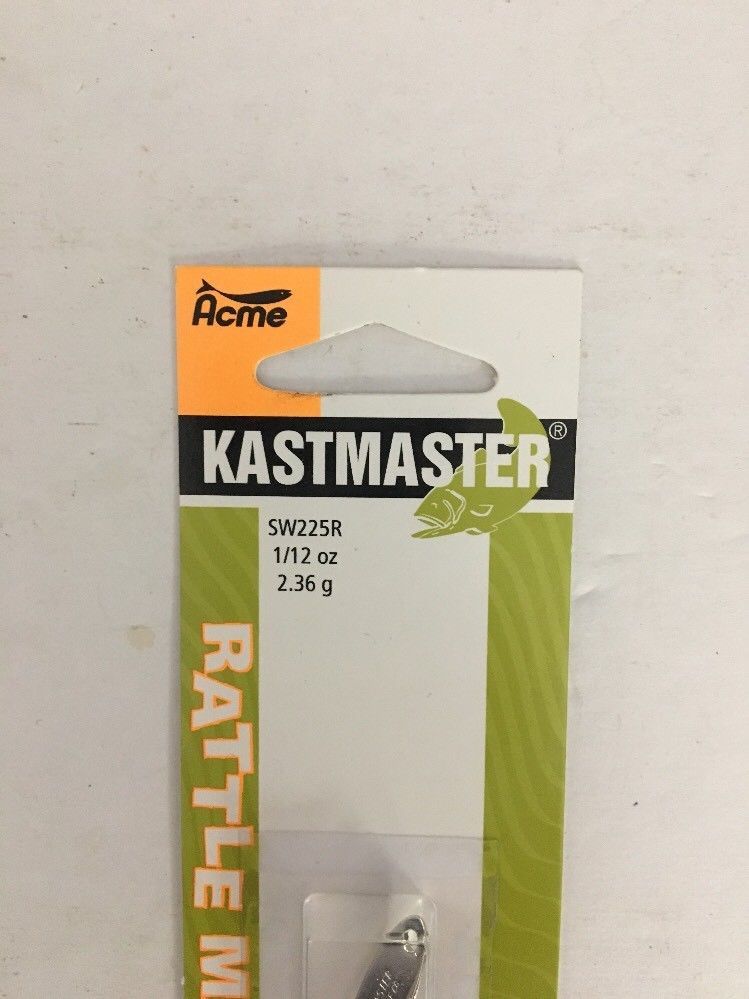 Acme
KASTMASTER®
SW225R
1/12 oz
2.36 g
RATTLE M